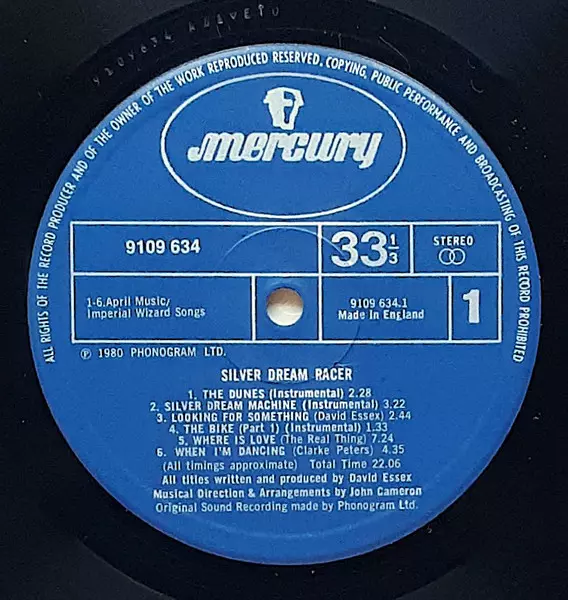 ALL RIGHTS OF THE RECORD PRODUCER AND OF THE OWNER OF THE WORK REPRODUCED RESERVED. COPYING, PUBLIC PERFORMANCE AND BROADCASTING OF THIS RECORD PROHIBITED
mercury
9109 634
33 1/3
STEREO
1-6.April Music/
Imperial Wizard Songs
9109 634.1
Made In England
1
℗ 1980 PHONOGRAM LTD.
SILVER DREAM RACER
1. THE DUNES (Instrumental) 2.28
2. SILVER DREAM MACHINE (Instrumental) 3.22
3. LOOKING FOR SOMETHING (David Essex) 2.44
4. THE BIKE (Part 1) (Instrumental) 1.33
5. WHERE IS LOVE (The Real Thing) 7.24
6. WHEN I'M DANCING (Clarke Peters) 4.35
(All timings approximate) Total Time 22.06
All titles written and produced by David Essex
Musical Direction & Arrangements by John Cameron
Original Sound Recording made by Phonogram Ltd.